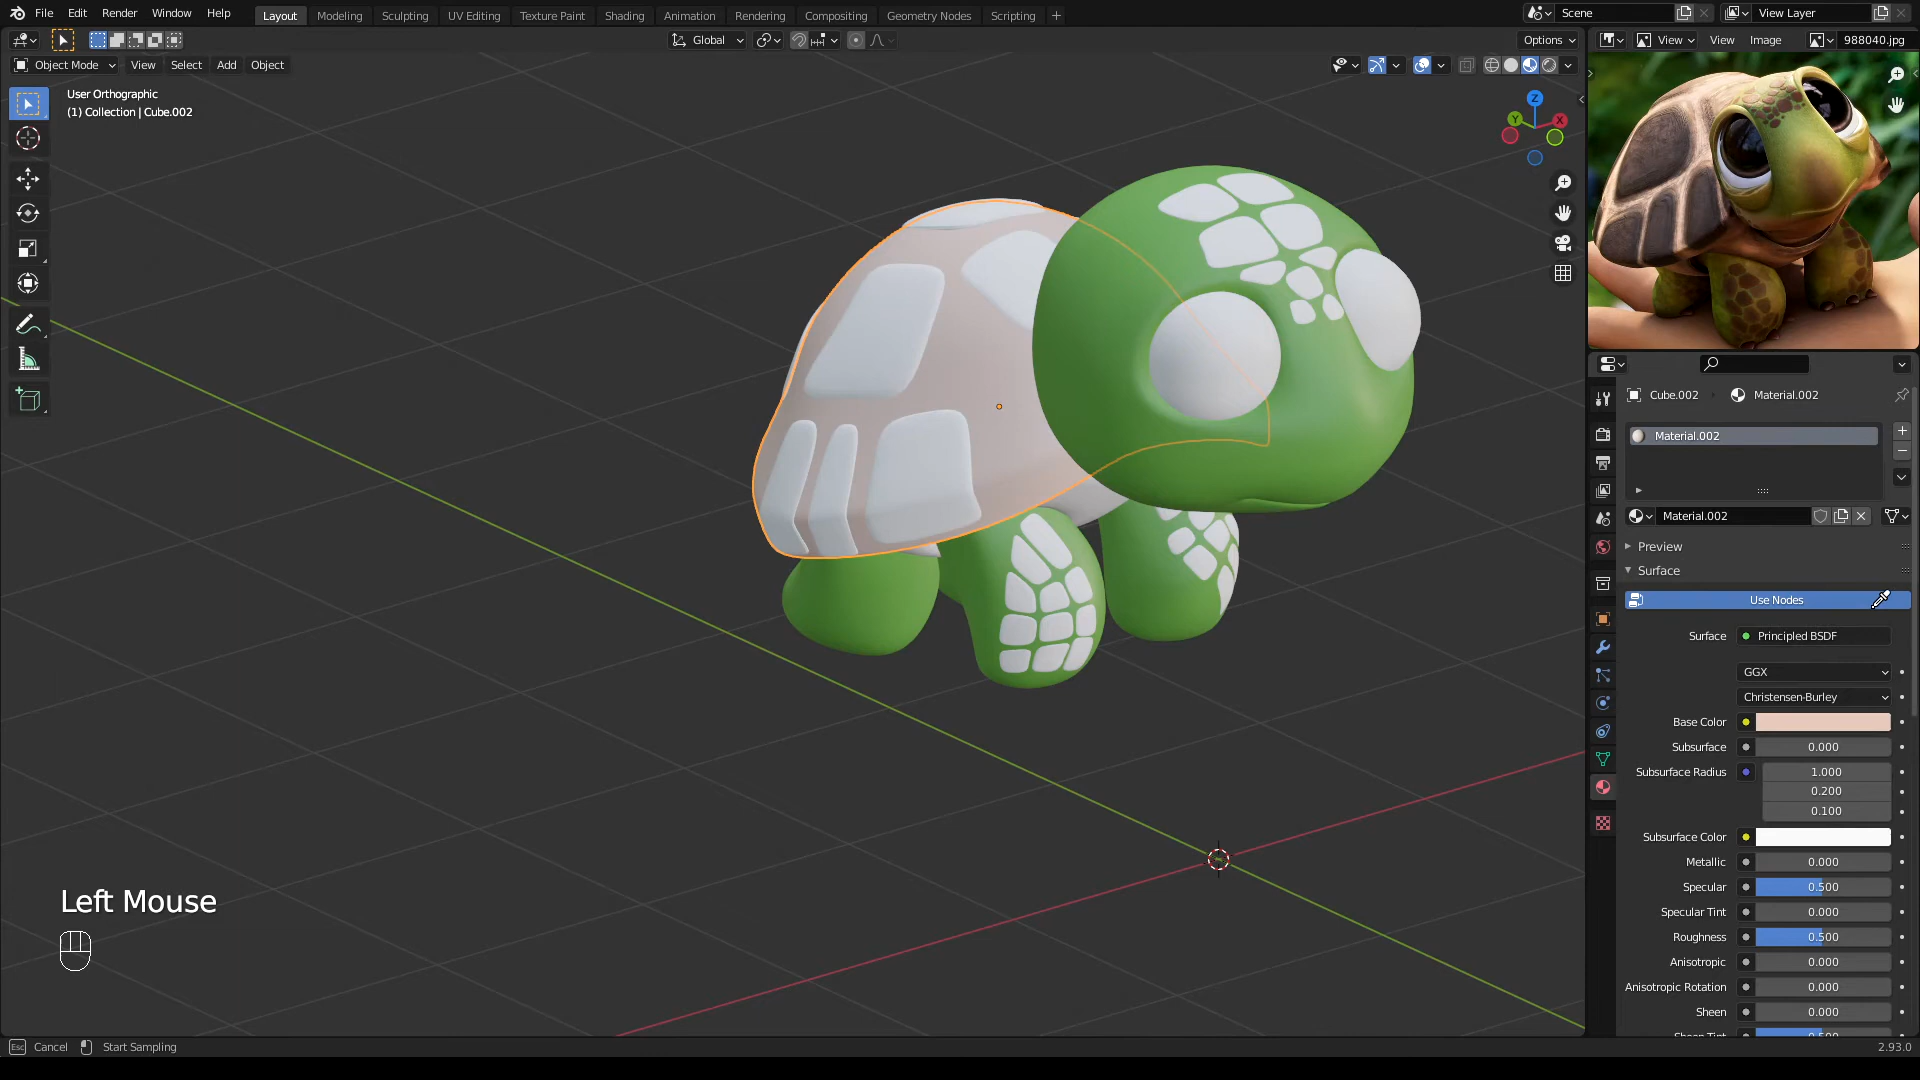 File Edit Render Window Help
Layout Modeling Sculpting UV Editing Texture Paint Shading Animation Rendering Compositing Geometry Nodes Scripting +
Scene
View Layer
Global
Options
View View Image 988040.jpg
Object Mode View Select Add Object
User Orthographic
(1) Collection | Cube.002
Z
Y
X
Cube.002 > Material.002
Material.002
Material.002
Preview
Surface
Use Nodes
Surface Principled BSDF
GGX
Christensen-Burley
Base Color
Subsurface 0.000
Subsurface Radius 1.000
0.200
0.100
Subsurface Color
Metallic 0.000
Specular 0.500
Specular Tint 0.000
Roughness 0.500
Anisotropic 0.000
Anisotropic Rotation 0.000
Sheen 0.000
Left Mouse
Esc Cancel Start Sampling
2.93.0